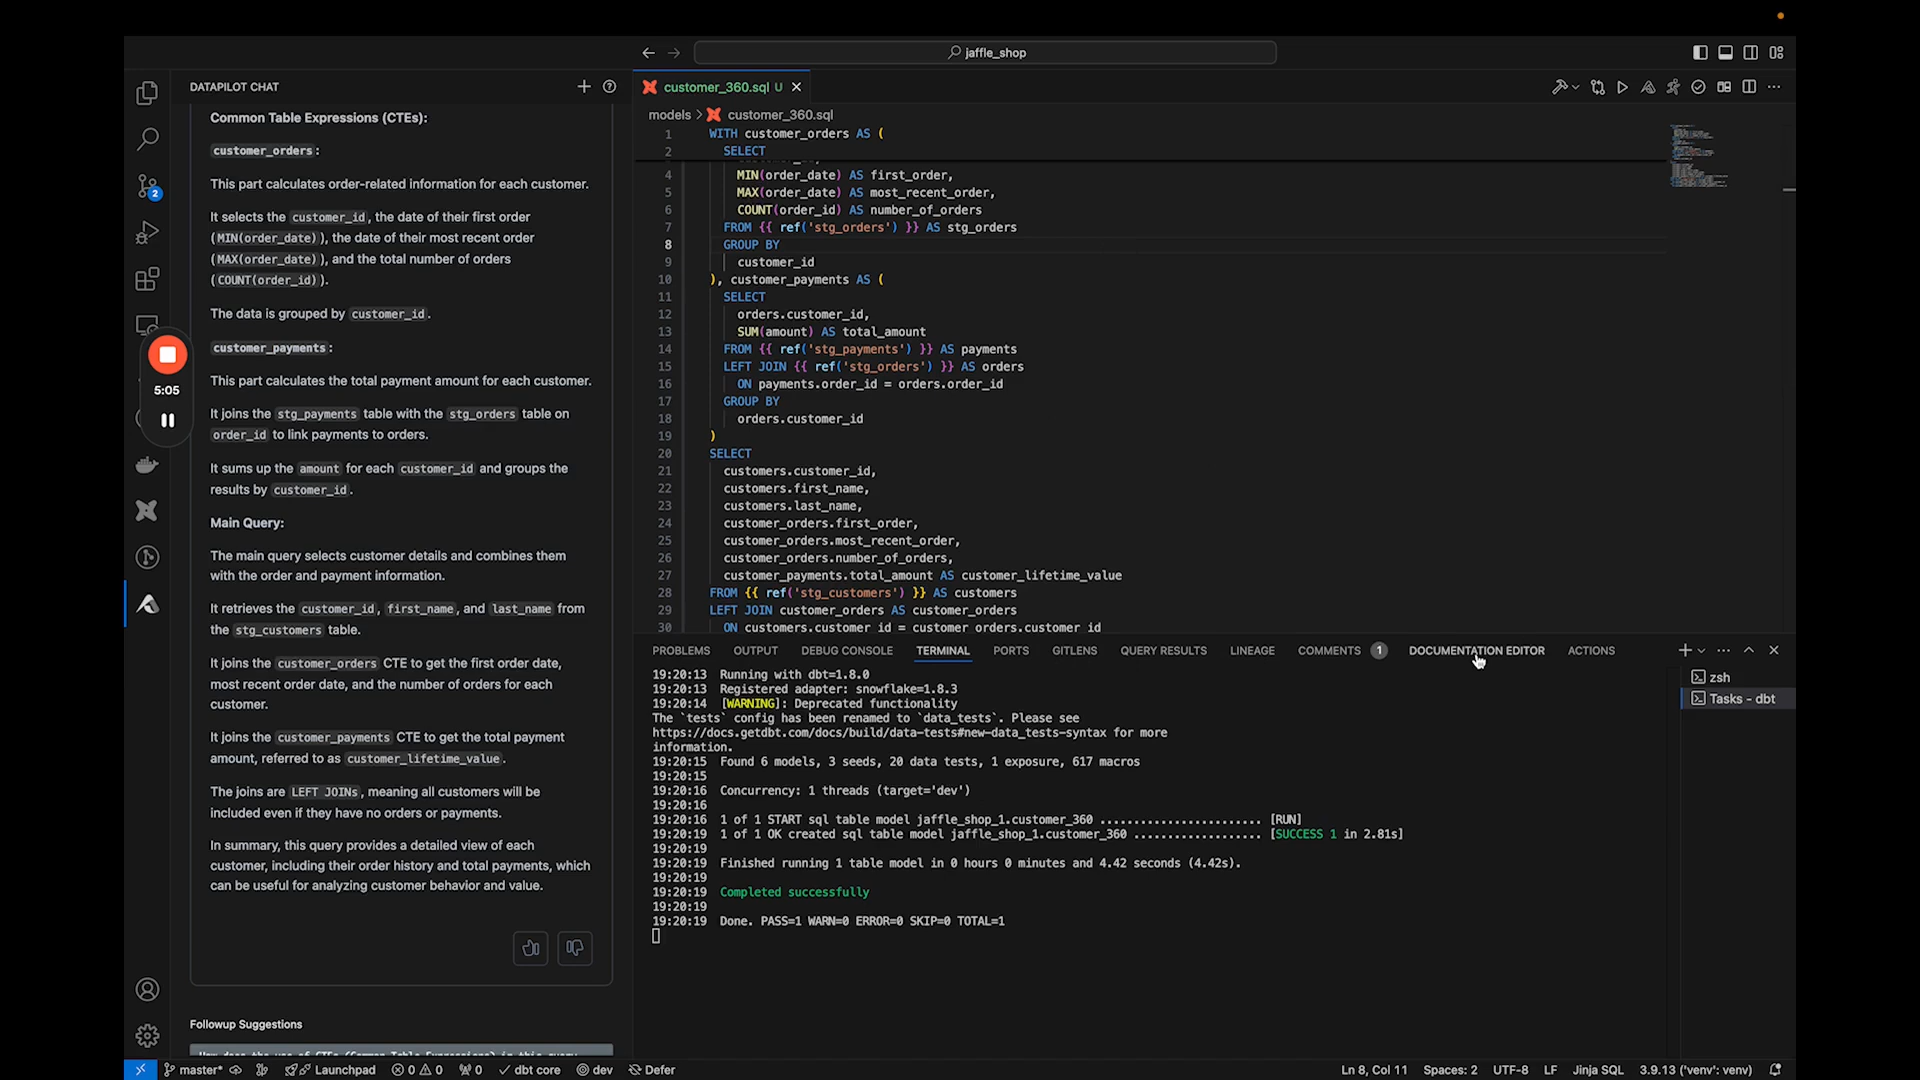 jaffle_shop
DATAPILOT CHAT
Common Table Expressions (CTEs):
customer_orders:
This part calculates order-related information for each customer.
It selects the customer_id, the date of their first order
(MIN(order_date)), the date of their most recent order
(MAX(order_date)), and the total number of orders
(COUNT(order_id)).
The data is grouped by customer_id.
customer_payments:
This part calculates the total payment amount for each customer.
It joins the stg_payments table with the stg_orders table on
order_id to link payments to orders.
It sums up the amount for each customer_id and groups the
results by customer_id.
Main Query:
The main query selects customer details and combines them
with the order and payment information.
It retrieves the customer_id, first_name, and last_name from
the stg_customers table.
It joins the customer_orders CTE to get the first order date,
most recent order date, and the number of orders for each
customer.
It joins the customer_payments CTE to get the total payment
amount, referred to as customer_lifetime_value.
The joins are LEFT JOINs, meaning all customers will be
included even if they have no orders or payments.
In summary, this query provides a detailed view of each
customer, including their order history and total payments, which
can be useful for analyzing customer behavior and value.
Followup Suggestions
How does the use of CTEs (Common Table Expressions) in this query
2
5:05
customer_360.sql U
models > customer_360.sql
1 WITH customer_orders AS (
2 SELECT
4 MIN(order_date) AS first_order,
5 MAX(order_date) AS most_recent_order,
6 COUNT(order_id) AS number_of_orders
7 FROM {{ ref('stg_orders') }} AS stg_orders
8 GROUP BY
9 customer_id
10 ), customer_payments AS (
11 SELECT
12 orders.customer_id,
13 SUM(amount) AS total_amount
14 FROM {{ ref('stg_payments') }} AS payments
15 LEFT JOIN {{ ref('stg_orders') }} AS orders
16 ON payments.order_id = orders.order_id
17 GROUP BY
18 orders.customer_id
19 )
20 SELECT
21 customers.customer_id,
22 customers.first_name,
23 customers.last_name,
24 customer_orders.first_order,
25 customer_orders.most_recent_order,
26 customer_orders.number_of_orders,
27 customer_payments.total_amount AS customer_lifetime_value
28 FROM {{ ref('stg_customers') }} AS customers
29 LEFT JOIN customer_orders AS customer_orders
30 ON customers.customer_id = customer_orders.customer_id
PROBLEMS OUTPUT DEBUG CONSOLE TERMINAL PORTS GITLENS QUERY RESULTS LINEAGE COMMENTS 1 DOCUMENTATION EDITOR ACTIONS
19:20:13 Running with dbt=1.8.0
19:20:13 Registered adapter: snowflake=1.8.3
19:20:14 [WARNING]: Deprecated functionality
The `tests` config has been renamed to `data_tests`. Please see
https://docs.getdbt.com/docs/build/data-tests#new-data_tests-syntax for more
information.
19:20:15 Found 6 models, 3 seeds, 20 data tests, 1 exposure, 617 macros
19:20:15
19:20:16 Concurrency: 1 threads (target='dev')
19:20:16
19:20:16 1 of 1 START sql table model jaffle_shop_1.customer_360 ........................ [RUN]
19:20:19 1 of 1 OK created sql table model jaffle_shop_1.customer_360 ................... [SUCCESS 1 in 2.81s]
19:20:19
19:20:19 Finished running 1 table model in 0 hours 0 minutes and 4.42 seconds (4.42s).
19:20:19
19:20:19 Completed successfully
19:20:19
19:20:19 Done. PASS=1 WARN=0 ERROR=0 SKIP=0 TOTAL=1
zsh
Tasks - dbt
master* Launchpad 0 0 0 dbt core dev Defer
Ln 8, Col 11 Spaces: 2 UTF-8 LF Jinja SQL 3.9.13 ('venv': venv)